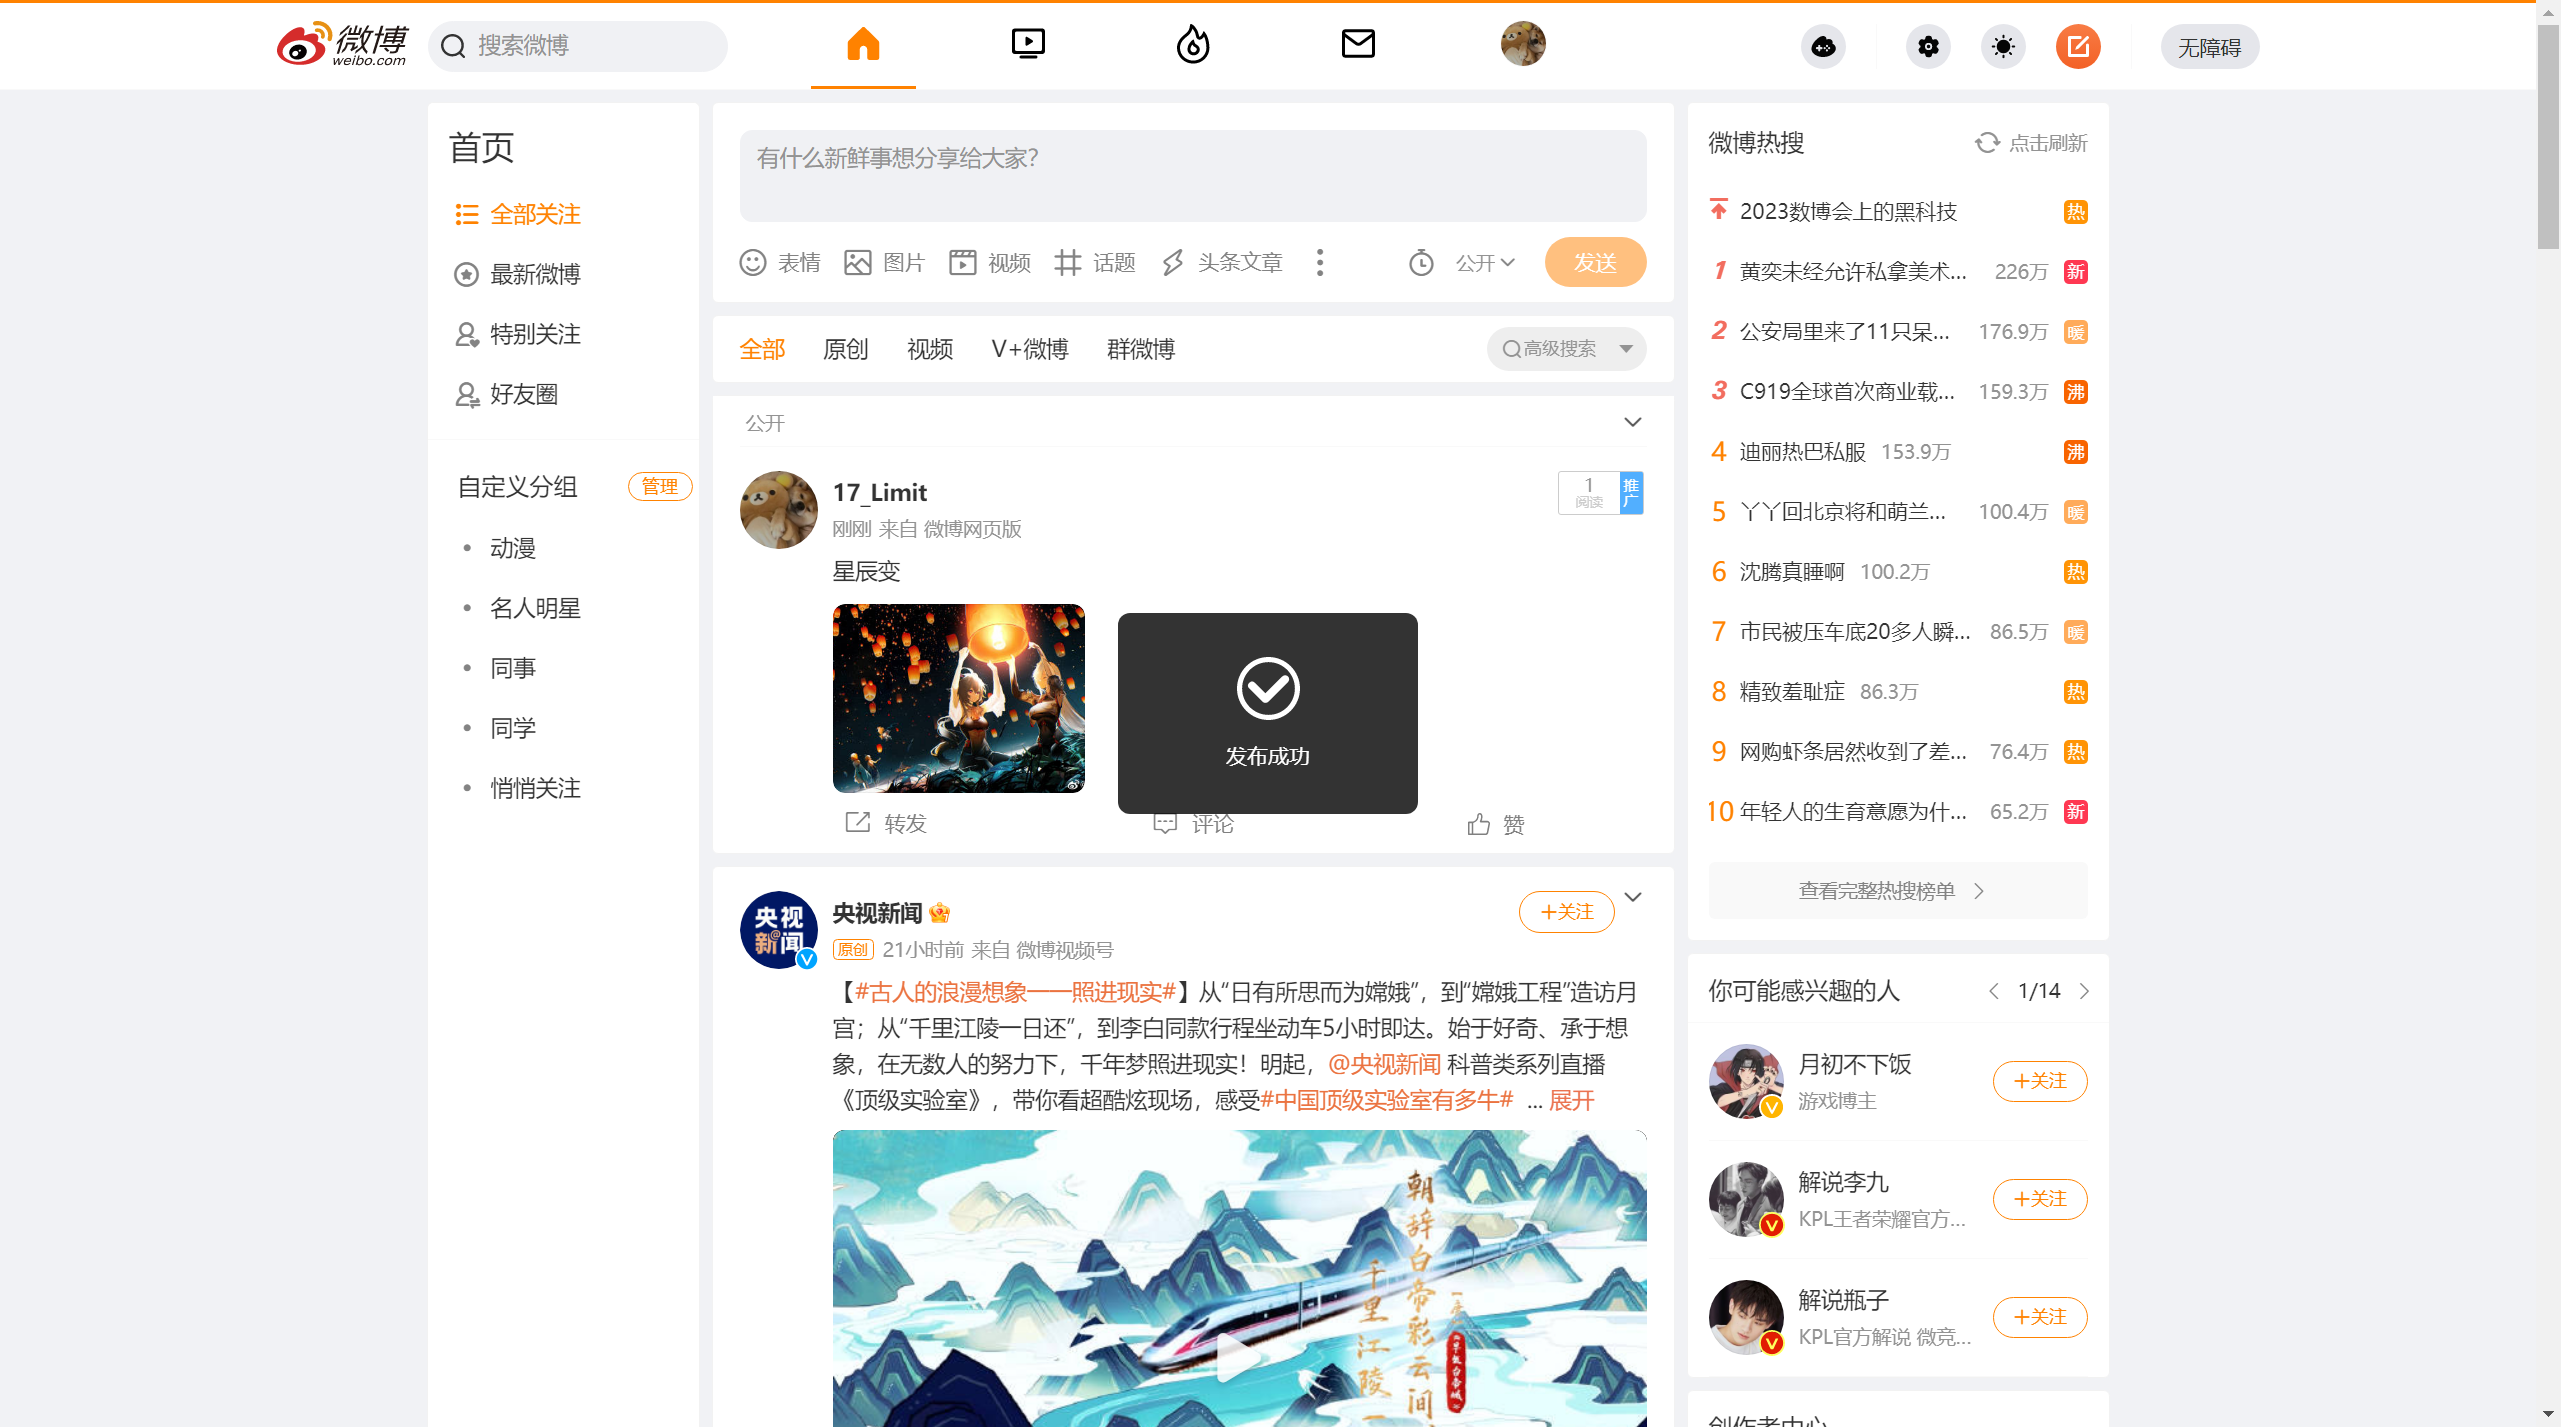 微博
weibo.com
搜索微博
无障碍
首页
全部关注
最新微博
特别关注
好友圈
自定义分组 管理
动漫
名人明星
同事
同学
悄悄关注
有什么新鲜事想分享给大家?
表情 图片 视频 话题 头条文章 公开 发送
全部 原创 视频 V+微博 群微博 高级搜索
公开
17_Limit
刚刚 来自 微博网页版
1
阅读
推广
星辰变
发布成功
转发 评论 赞
央视新闻
+关注
原创 21小时前 来自 微博视频号
【#古人的浪漫想象一一照进现实#】从“日有所思而为嫦娥”，到“嫦娥工程”造访月
宫；从“千里江陵一日还”，到李白同款行程坐动车5小时即达。始于好奇、承于想
象，在无数人的努力下，千年梦照进现实！明起，@央视新闻 科普类系列直播
《顶级实验室》，带你看超酷炫现场，感受#中国顶级实验室有多牛# ... 展开
朝辞白帝彩云间
千里江陵一
央视
新@闻
微博热搜 点击刷新
2023数博会上的黑科技 热
1 黄奕未经允许私拿美术... 226万 新
2 公安局里来了11只呆... 176.9万 暖
3 C919全球首次商业载... 159.3万 沸
4 迪丽热巴私服 153.9万 沸
5 丫丫回北京将和萌兰... 100.4万 暖
6 沈腾真睡啊 100.2万 热
7 市民被压车底20多人瞬... 86.5万 暖
8 精致羞耻症 86.3万 热
9 网购虾条居然收到了差... 76.4万 热
10 年轻人的生育意愿为什... 65.2万 新
查看完整热搜榜单
你可能感兴趣的人 1/14
月初不下饭
游戏博主
+关注
解说李九
KPL王者荣耀官方...
+关注
解说瓶子
KPL官方解说 微竞...
+关注
创作者中心